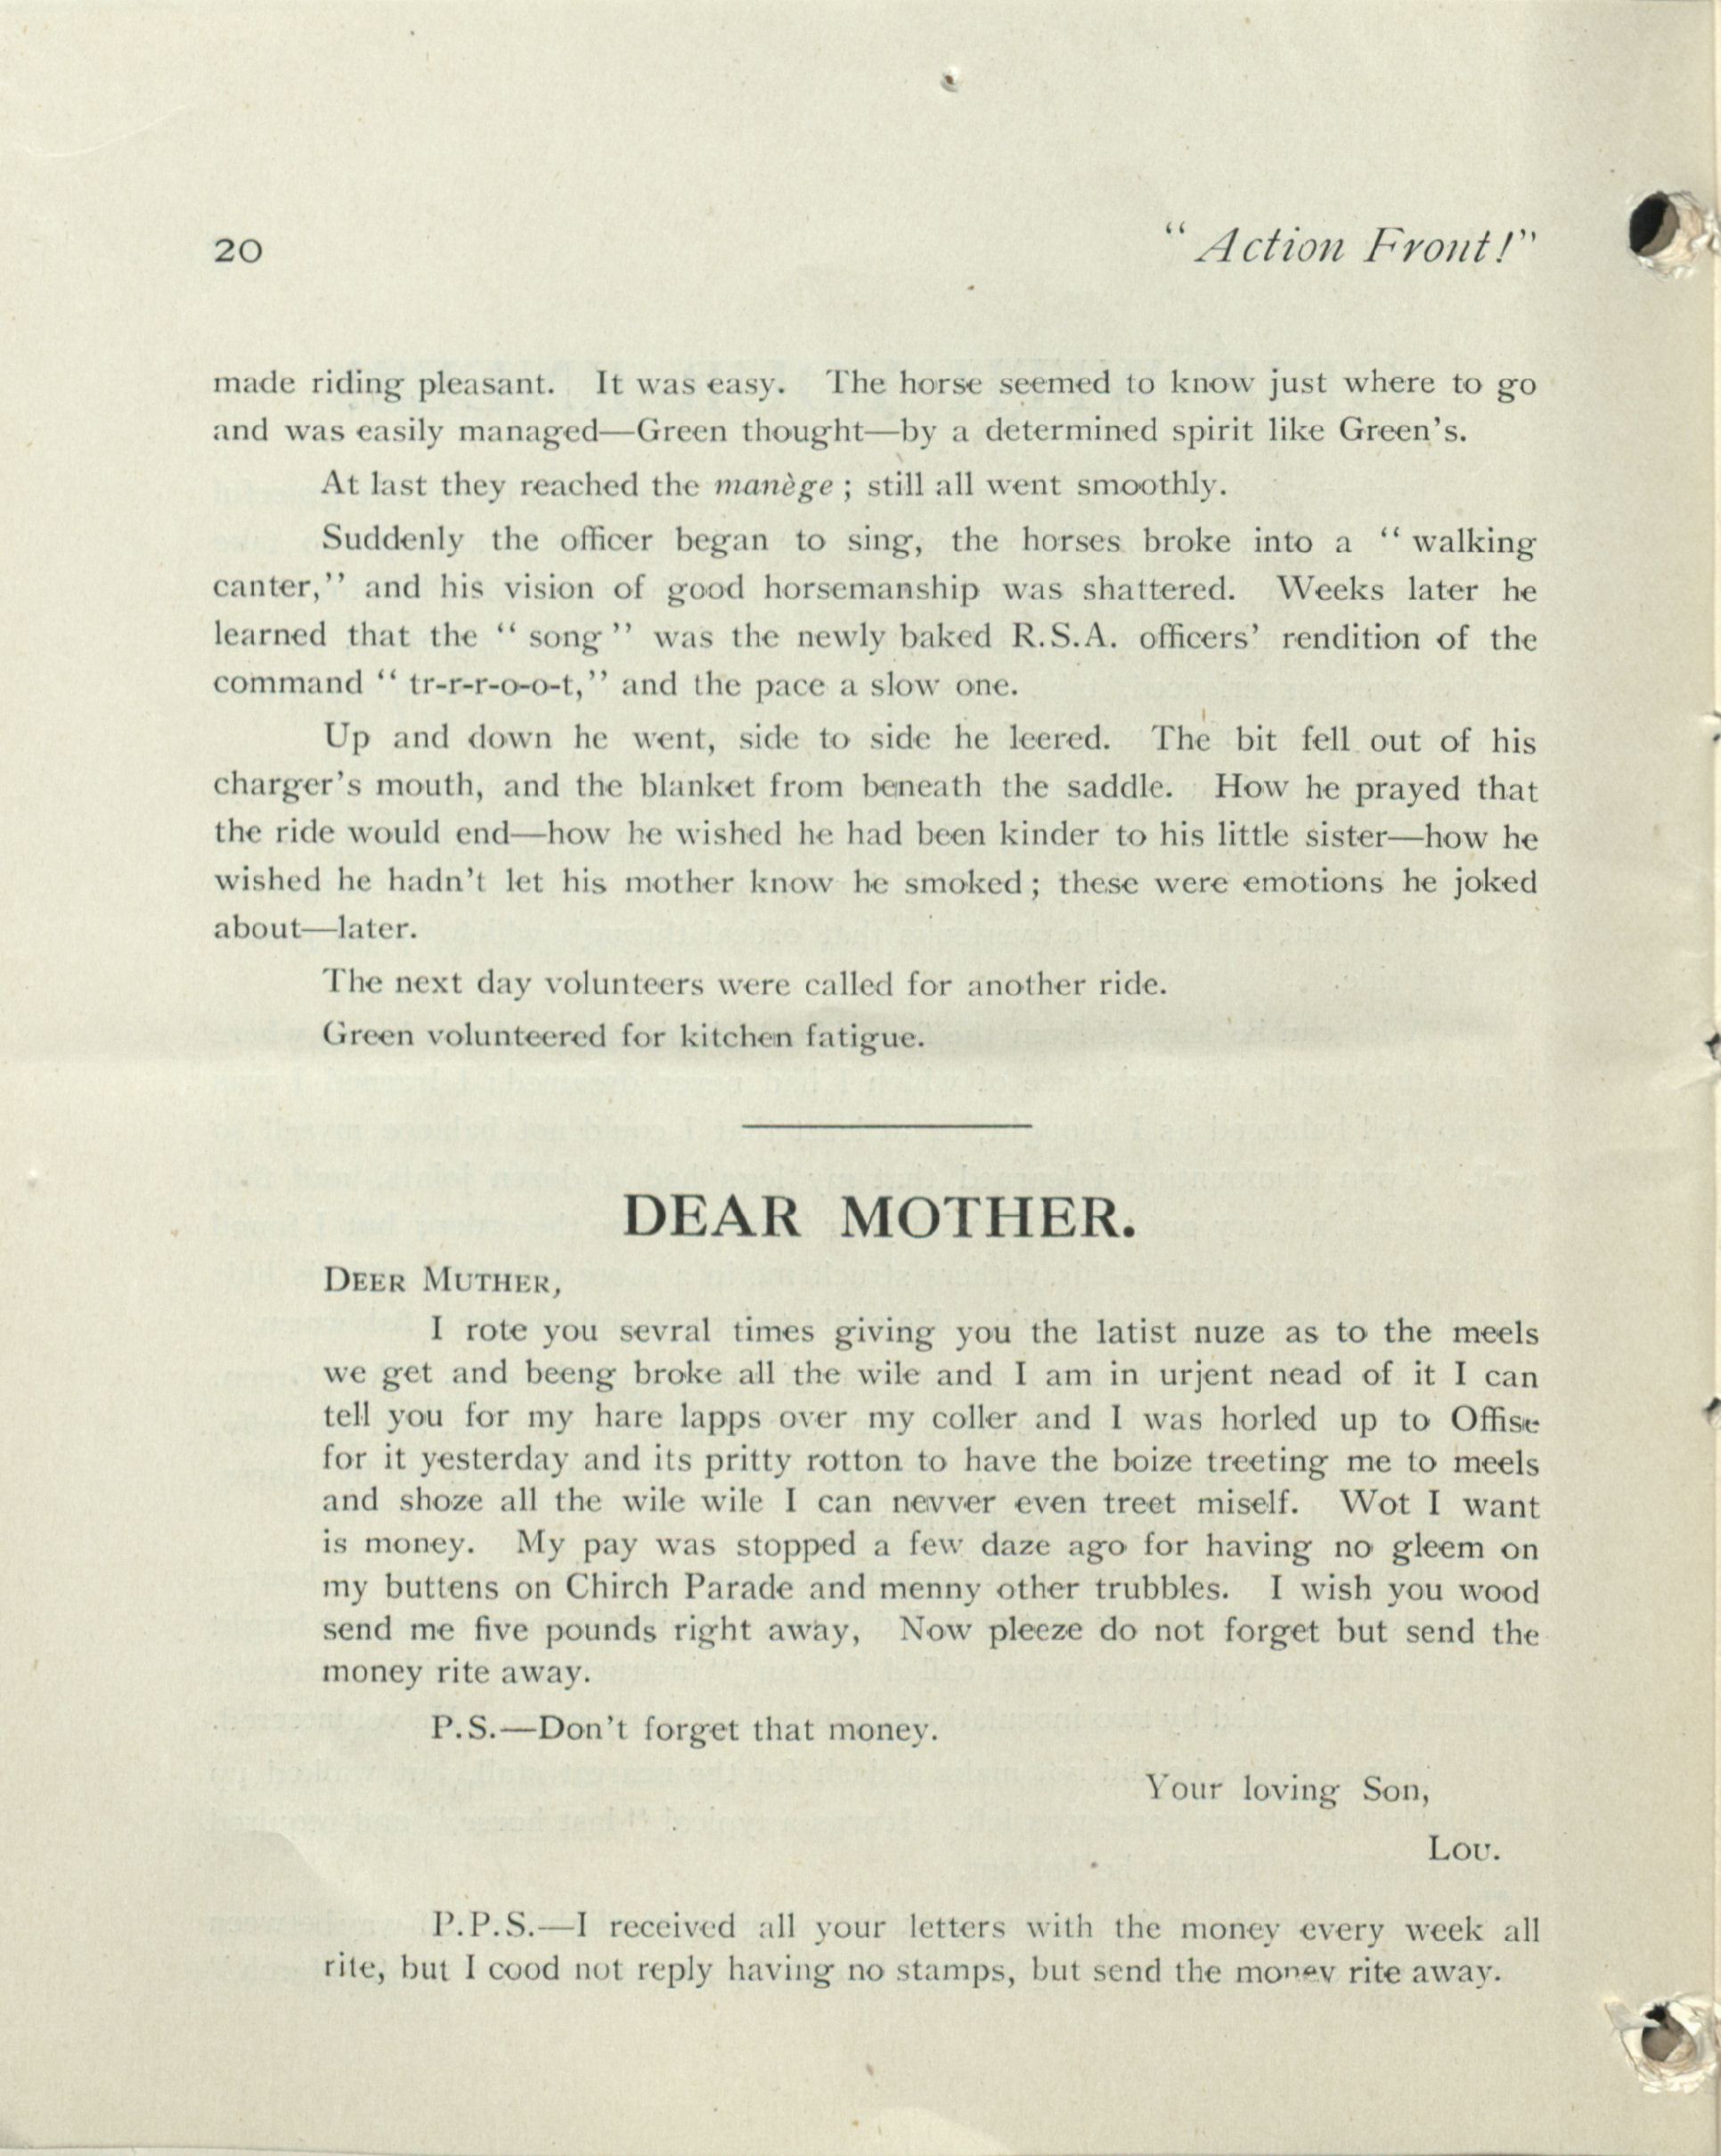 20
“ Action Front!”
made riding pleasant. It was easy. The horse seemed to know just where to go
and was easily managed—Green thought—by a determined spirit like Green's.
At last they reached the manège ; still all went smoothly.
Suddenly the officer began to sing, the horses broke into a “ walking
canter,” and his vision of good horsemanship was shattered. Weeks later he
learned that the “ song ” was the newly baked R.S.A. officers’ rendition of the
command “ tr-r-r-o-o-t,” and the pace a slow one.
Up and down he went, side to side he leered. The bit fell out of his
charger's mouth, and the blanket from beneath the saddle. How he prayed that
the ride would end—how he wished he had been kinder to his little sister—how he
wished he hadn't let his mother know he smoked ; these were emotions he joked
about—later.
The next day volunteers were called for another ride.
Green volunteered for kitchen fatigue.
DEAR MOTHER.
DEER MUTHER,
I rote you sevral times giving you the latist nuze as to the meels
we get and beeng broke all the wile and I am in urjent nead of it I can
tell you for my hare lapps over my coller and I was horled up to Offise
for it yesterday and its pritty rotton to have the boize treeting me to meels
and shoze all the wile wile I can nevver even treet miself. Wot I want
is money. My pay was stopped a few daze ago for having no gleem on
my buttens on Chirch Parade and menny other trubbles. I wish you wood
send me five pounds right away, Now pleeze do not forget but send the
money rite away.
P.S.—Don't forget that money.
Your loving Son,
LOU.
P.P.S.—I received all your letters with the money every week all
rite, but I cood not reply having no stamps, but send the money rite away.